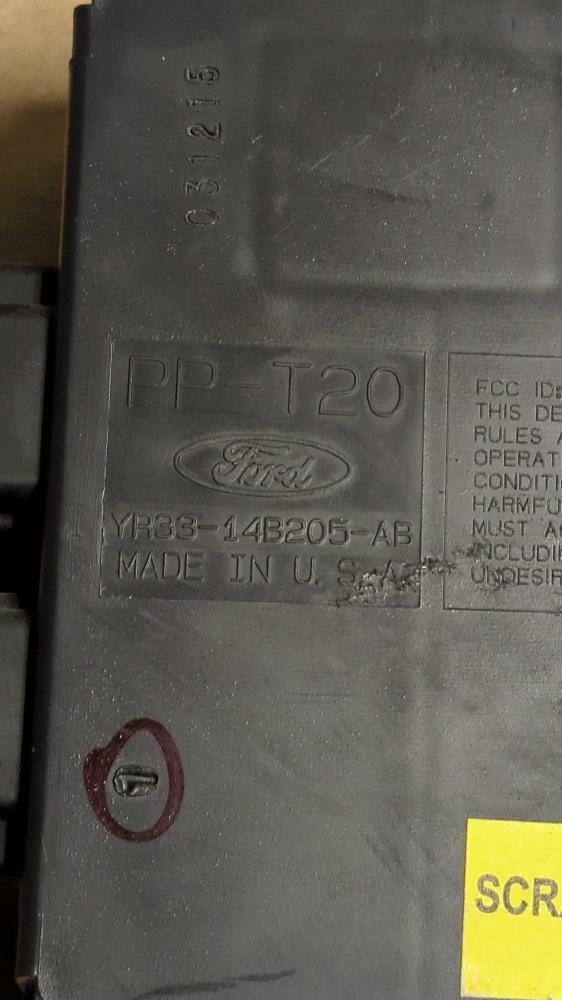 031215
PP-T20
Ford
YR33-14B205-AB
MADE IN U.S.A.
FCC ID:
THIS DE
RULES A
OPERAT
CONDITI
HARMFU
MUST A
INCLUDI
UNDESIR
1
SCR